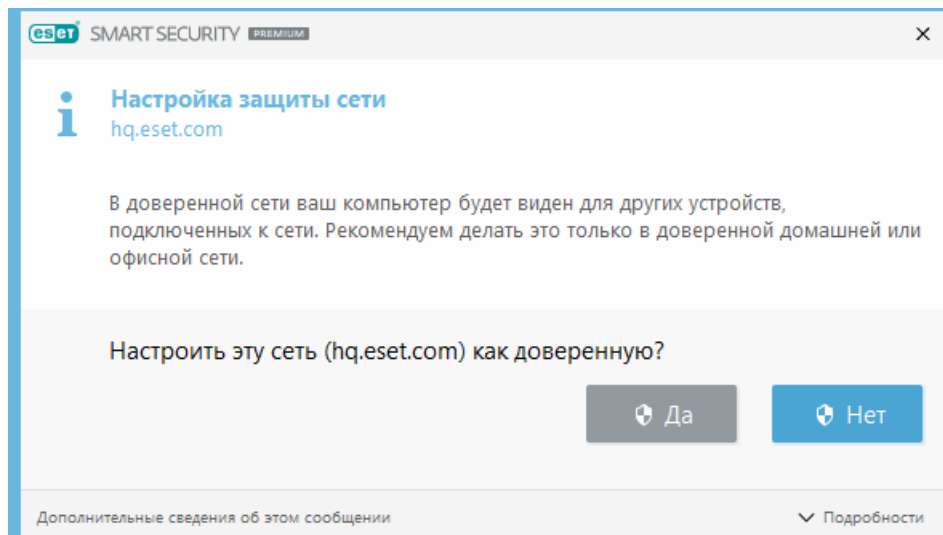 eset SMART SECURITY PREMIUM
Настройка защиты сети
hq.eset.com
В доверенной сети ваш компьютер будет виден для других устройств,
подключенных к сети. Рекомендуем делать это только в доверенной домашней или
офисной сети.
Настроить эту сеть (hq.eset.com) как доверенную?
Да
Нет
Дополнительные сведения об этом сообщении
Подробности